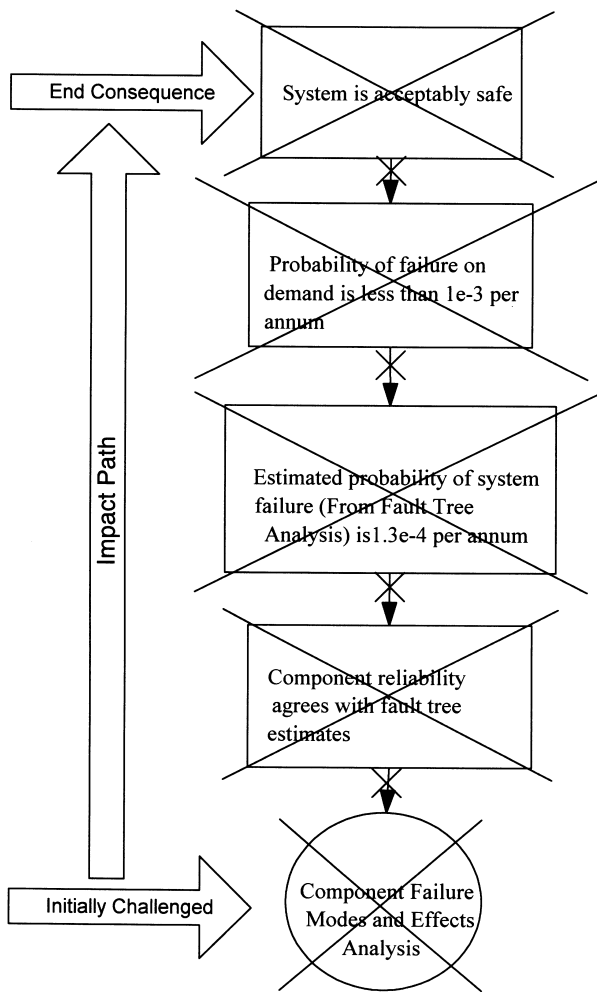 End Consequence
System is acceptably safe
Probability of failure on
demand is less than 1e-3 per
annum
Impact Path
Estimated probability of system
failure (From Fault Tree
Analysis) is1.3e-4 per annum
Component reliability
agrees with fault tree
estimates
Initially Challenged
Component Failure
Modes and Effects
Analysis